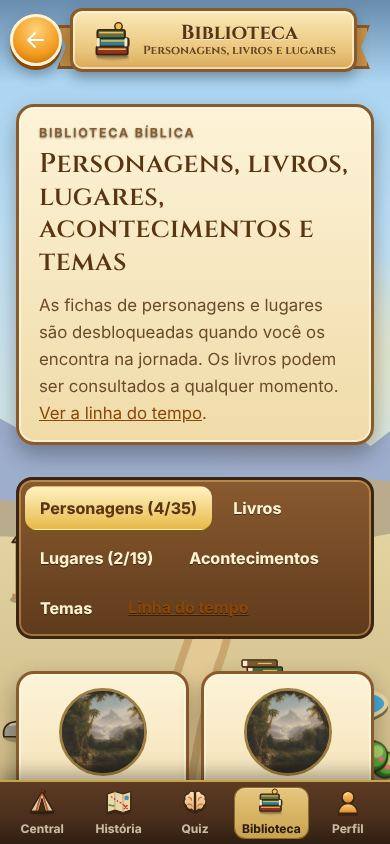 Biblioteca
Personagens, livros e lugares
BIBLIOTECA BÍBLICA
Personagens, livros,
lugares,
acontecimentos e
temas
As fichas de personagens e lugares
são desbloqueadas quando você os
encontra na jornada. Os livros podem
ser consultados a qualquer momento.
Ver a linha do tempo.
Personagens (4/35) Livros
Lugares (2/19) Acontecimentos
Temas Linha do tempo
Central História Quiz Biblioteca Perfil